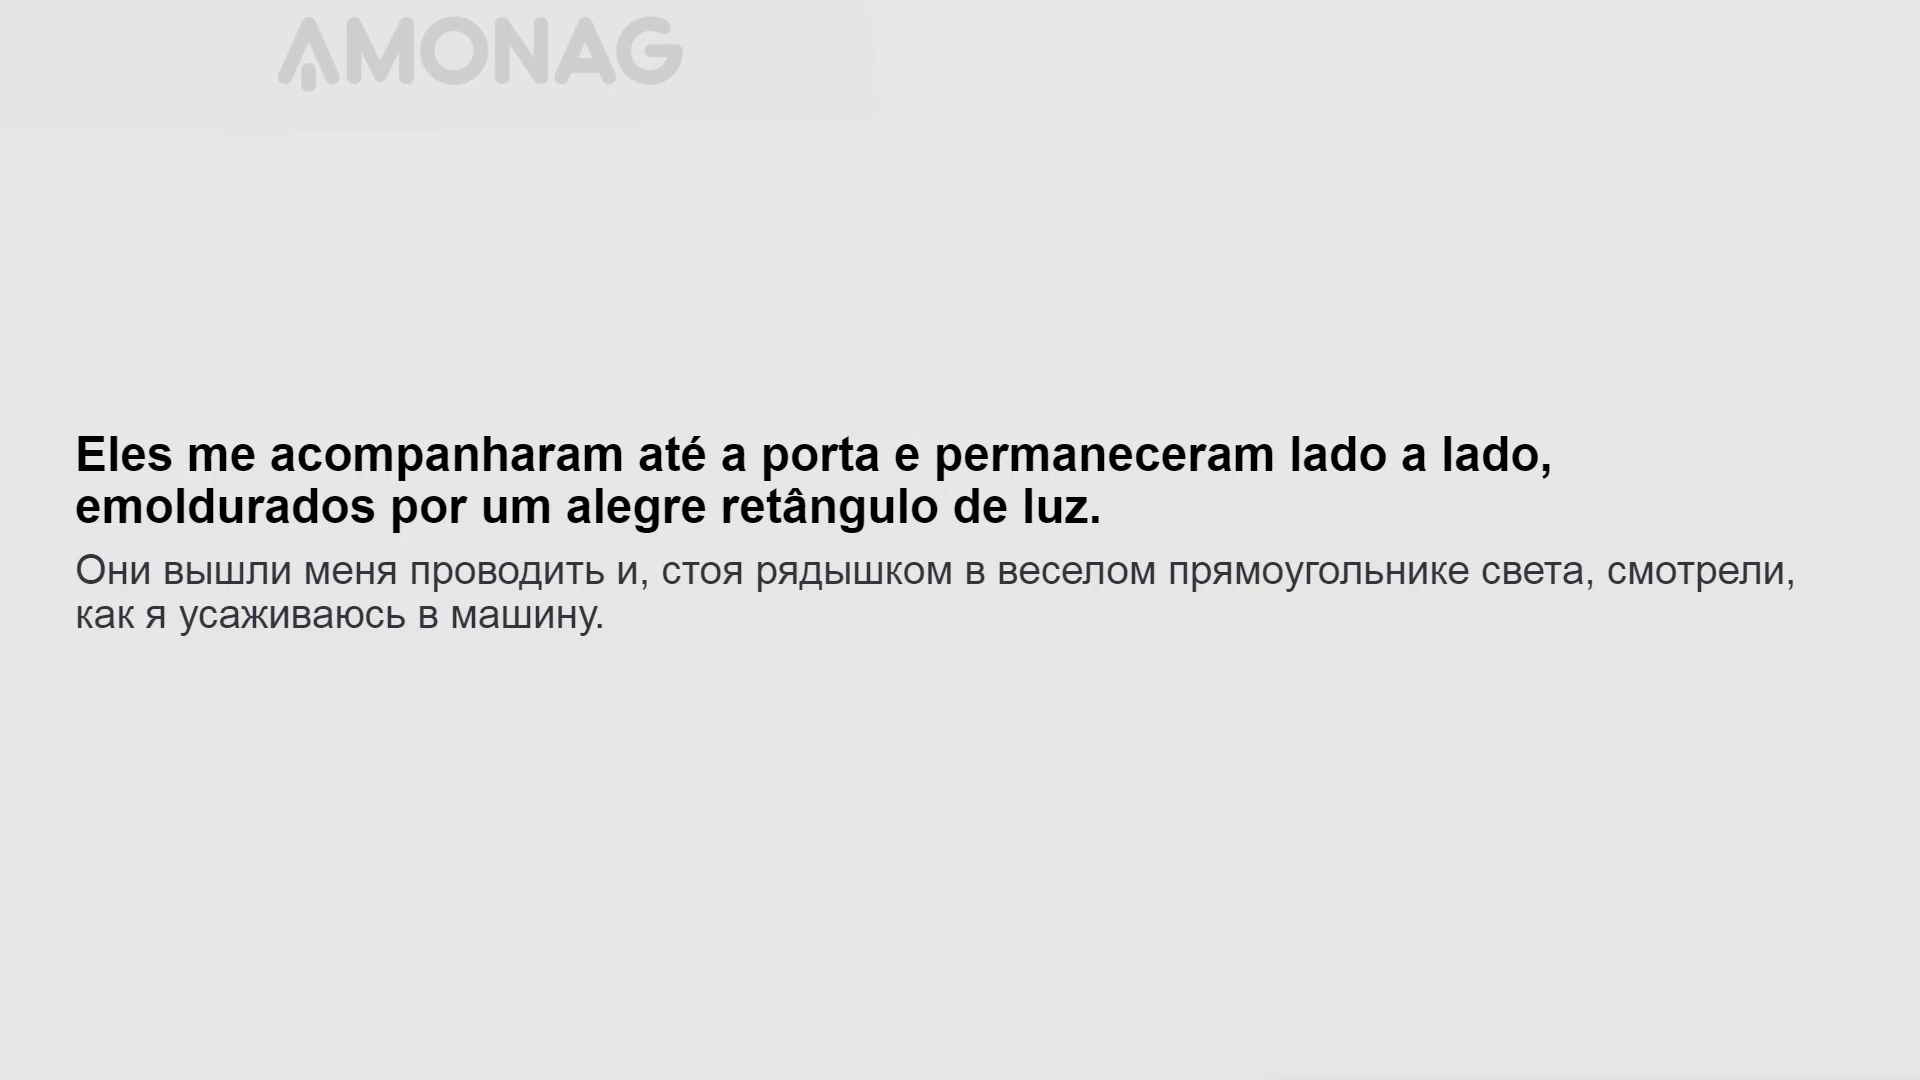 AMONAG
Eles me acompanharam até a porta e permaneceram lado a lado,
emoldurados por um alegre retângulo de luz.
Они вышли меня проводить и, стоя рядышком в веселом прямоугольнике света, смотрели,
как я усаживаюсь в машину.